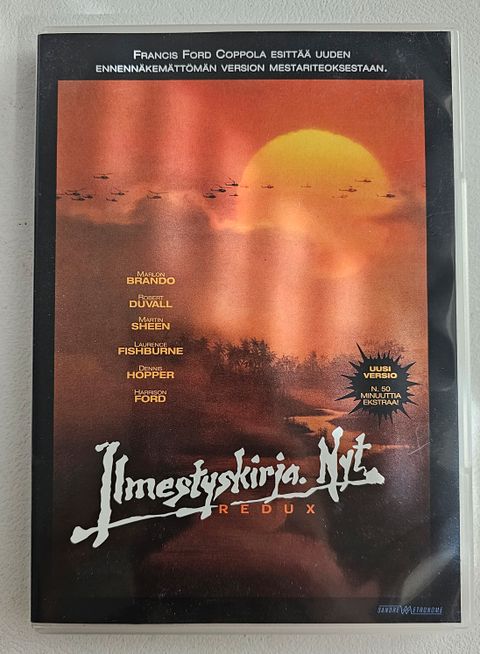 FRANCIS FORD COPPOLA ESITTÄÄ UUDEN
ENNENNÄKEMÄTTÖMÄN VERSION MESTARITEOKSESTAAN.
MARLON
BRANDO
ROBERT
DUVALL
MARTIN
SHEEN
LAURENCE
FISHBURNE
DENNIS
HOPPER
HARRISON
FORD
UUSI
VERSIO
N. 50
MINUUTTIA
EKSTRAA!
Ilmestyskirja. Nyt
REDUX
SANDREW METRONOME